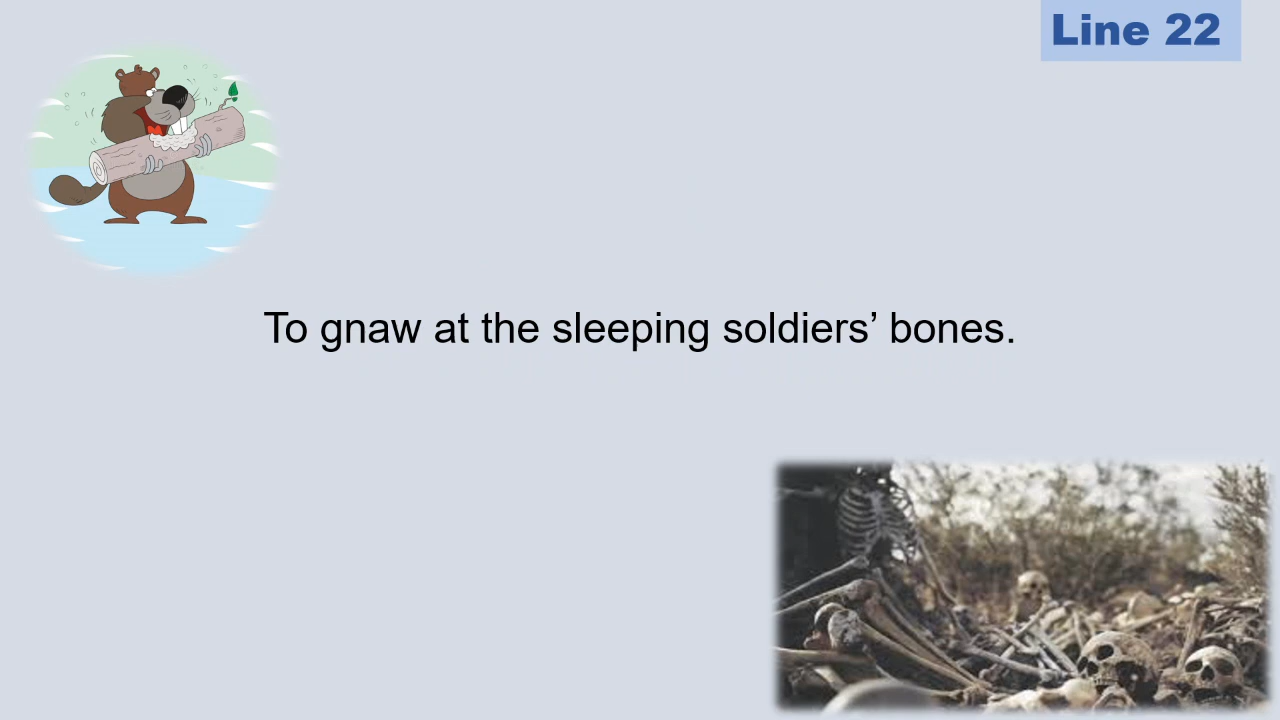 Line 22
To gnaw at the sleeping soldiers’ bones.